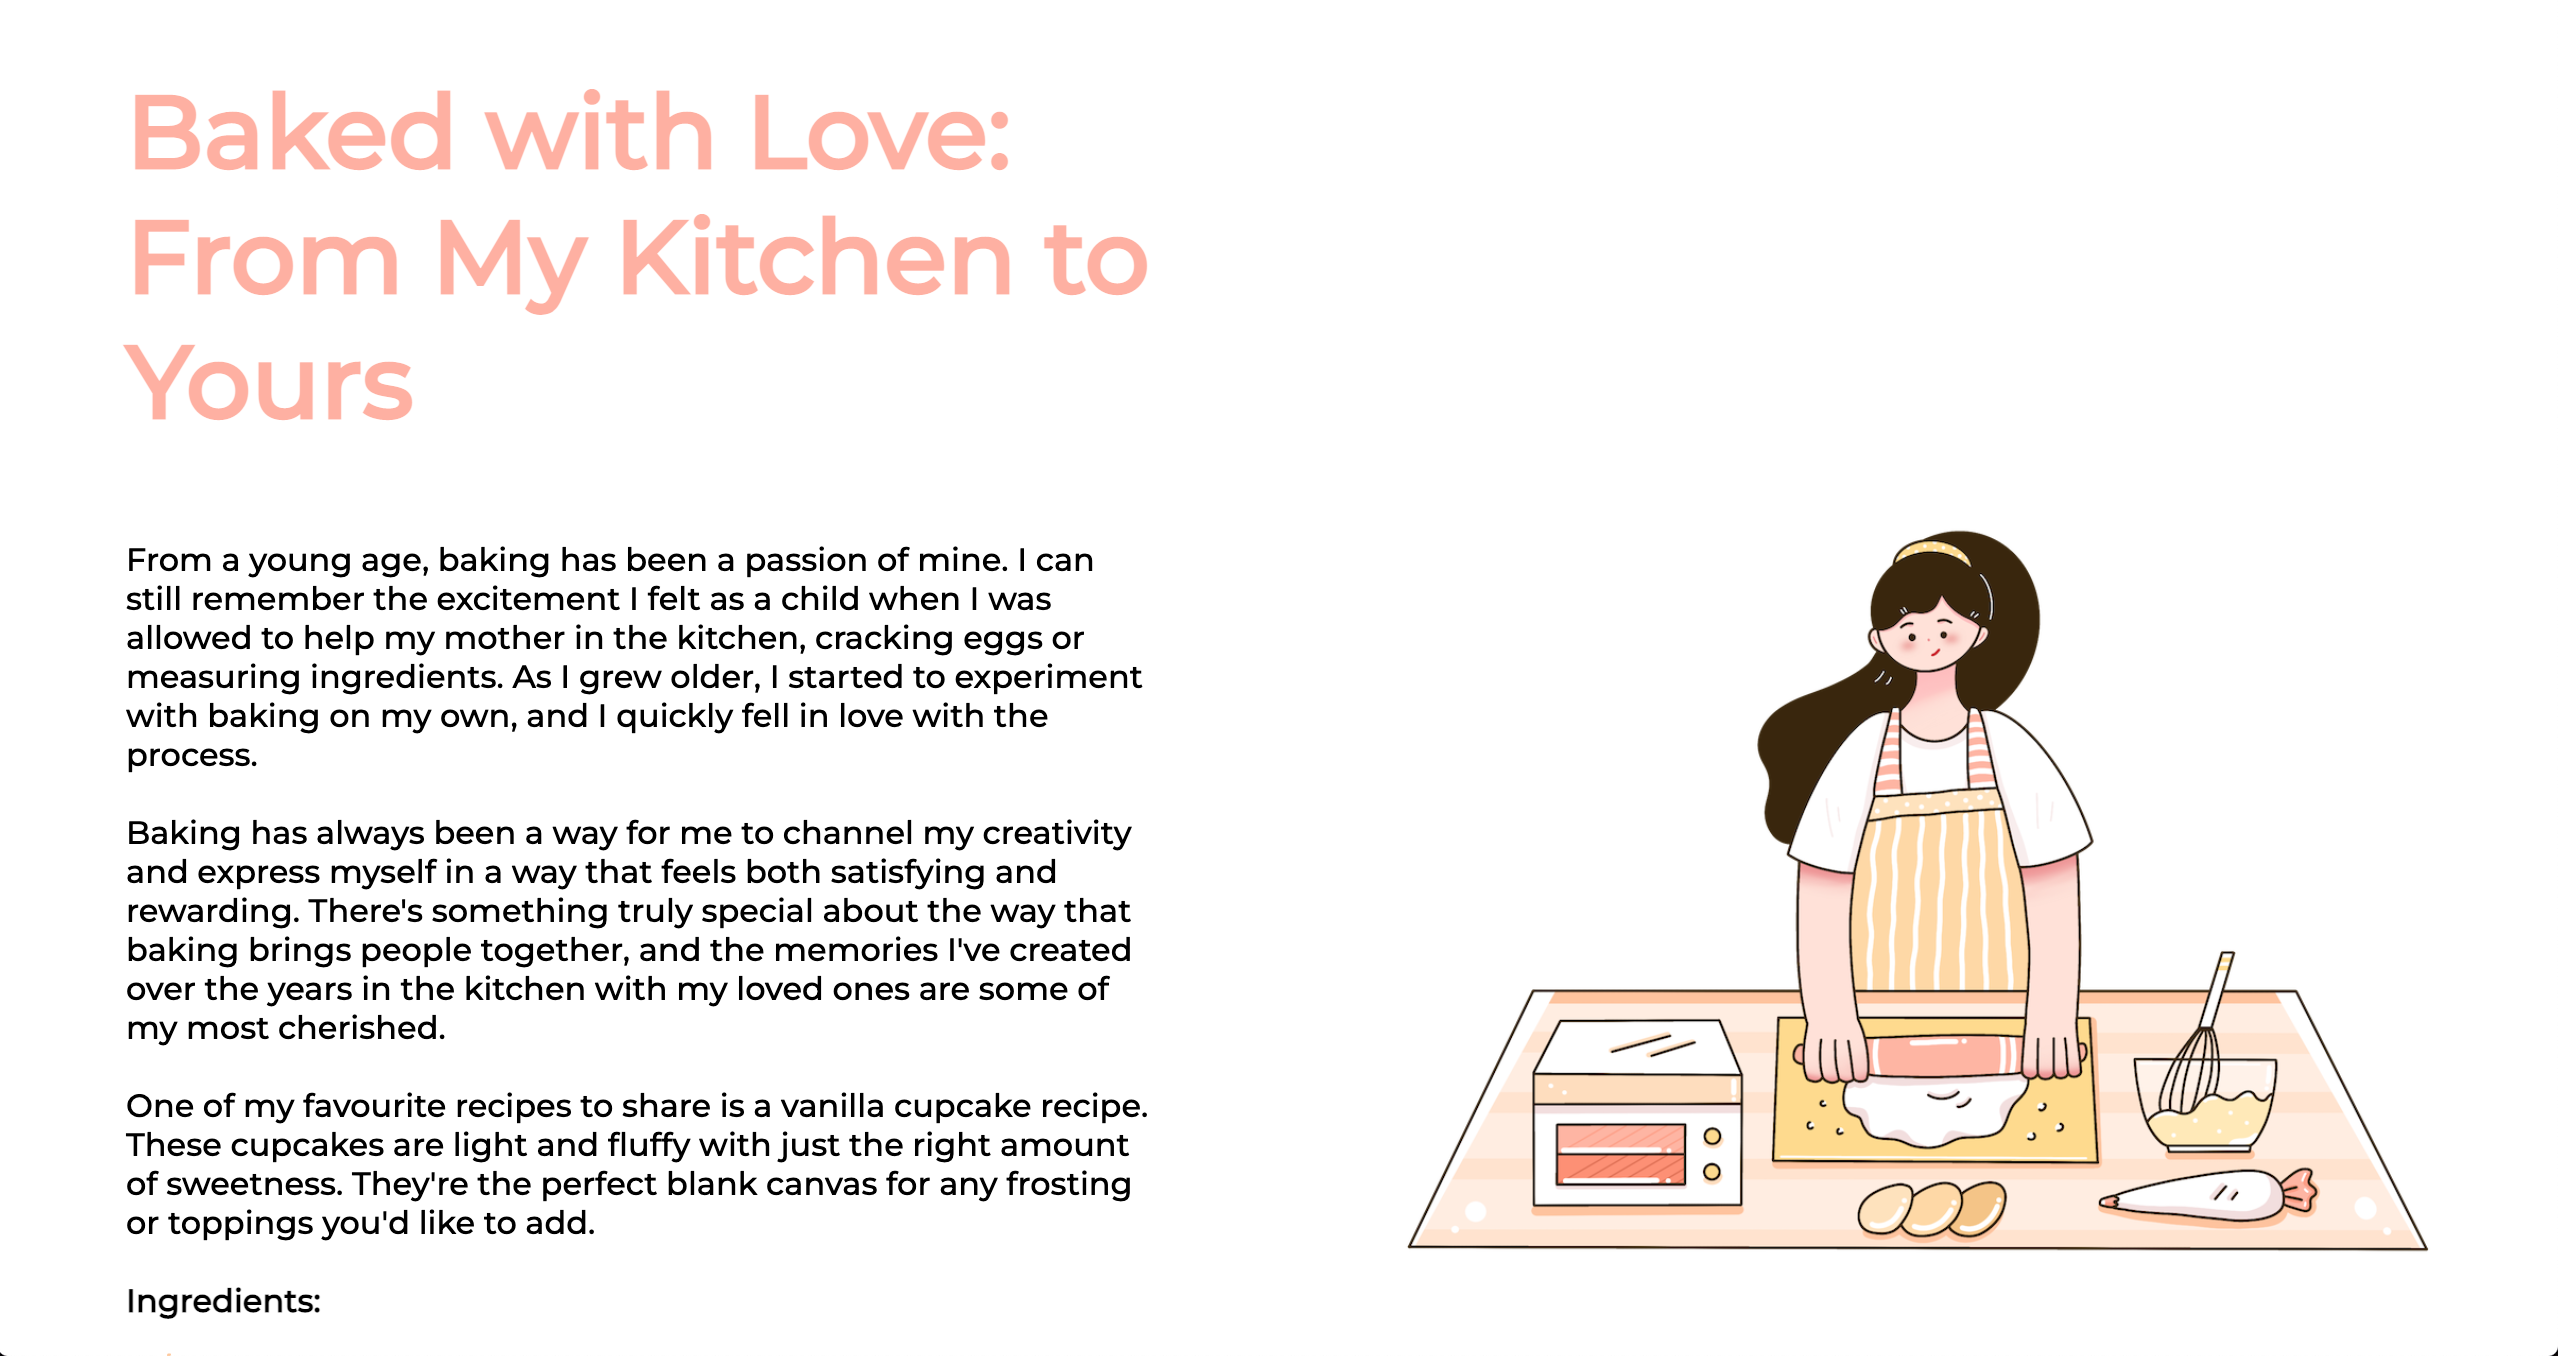 Baked with Love:
From My Kitchen to
Yours
From a young age, baking has been a passion of mine. I can
still remember the excitement I felt as a child when I was
allowed to help my mother in the kitchen, cracking eggs or
measuring ingredients. As I grew older, I started to experiment
with baking on my own, and I quickly fell in love with the
process.
Baking has always been a way for me to channel my creativity
and express myself in a way that feels both satisfying and
rewarding. There's something truly special about the way that
baking brings people together, and the memories I've created
over the years in the kitchen with my loved ones are some of
my most cherished.
One of my favourite recipes to share is a vanilla cupcake recipe.
These cupcakes are light and fluffy with just the right amount
of sweetness. They're the perfect blank canvas for any frosting
or toppings you'd like to add.
Ingredients: